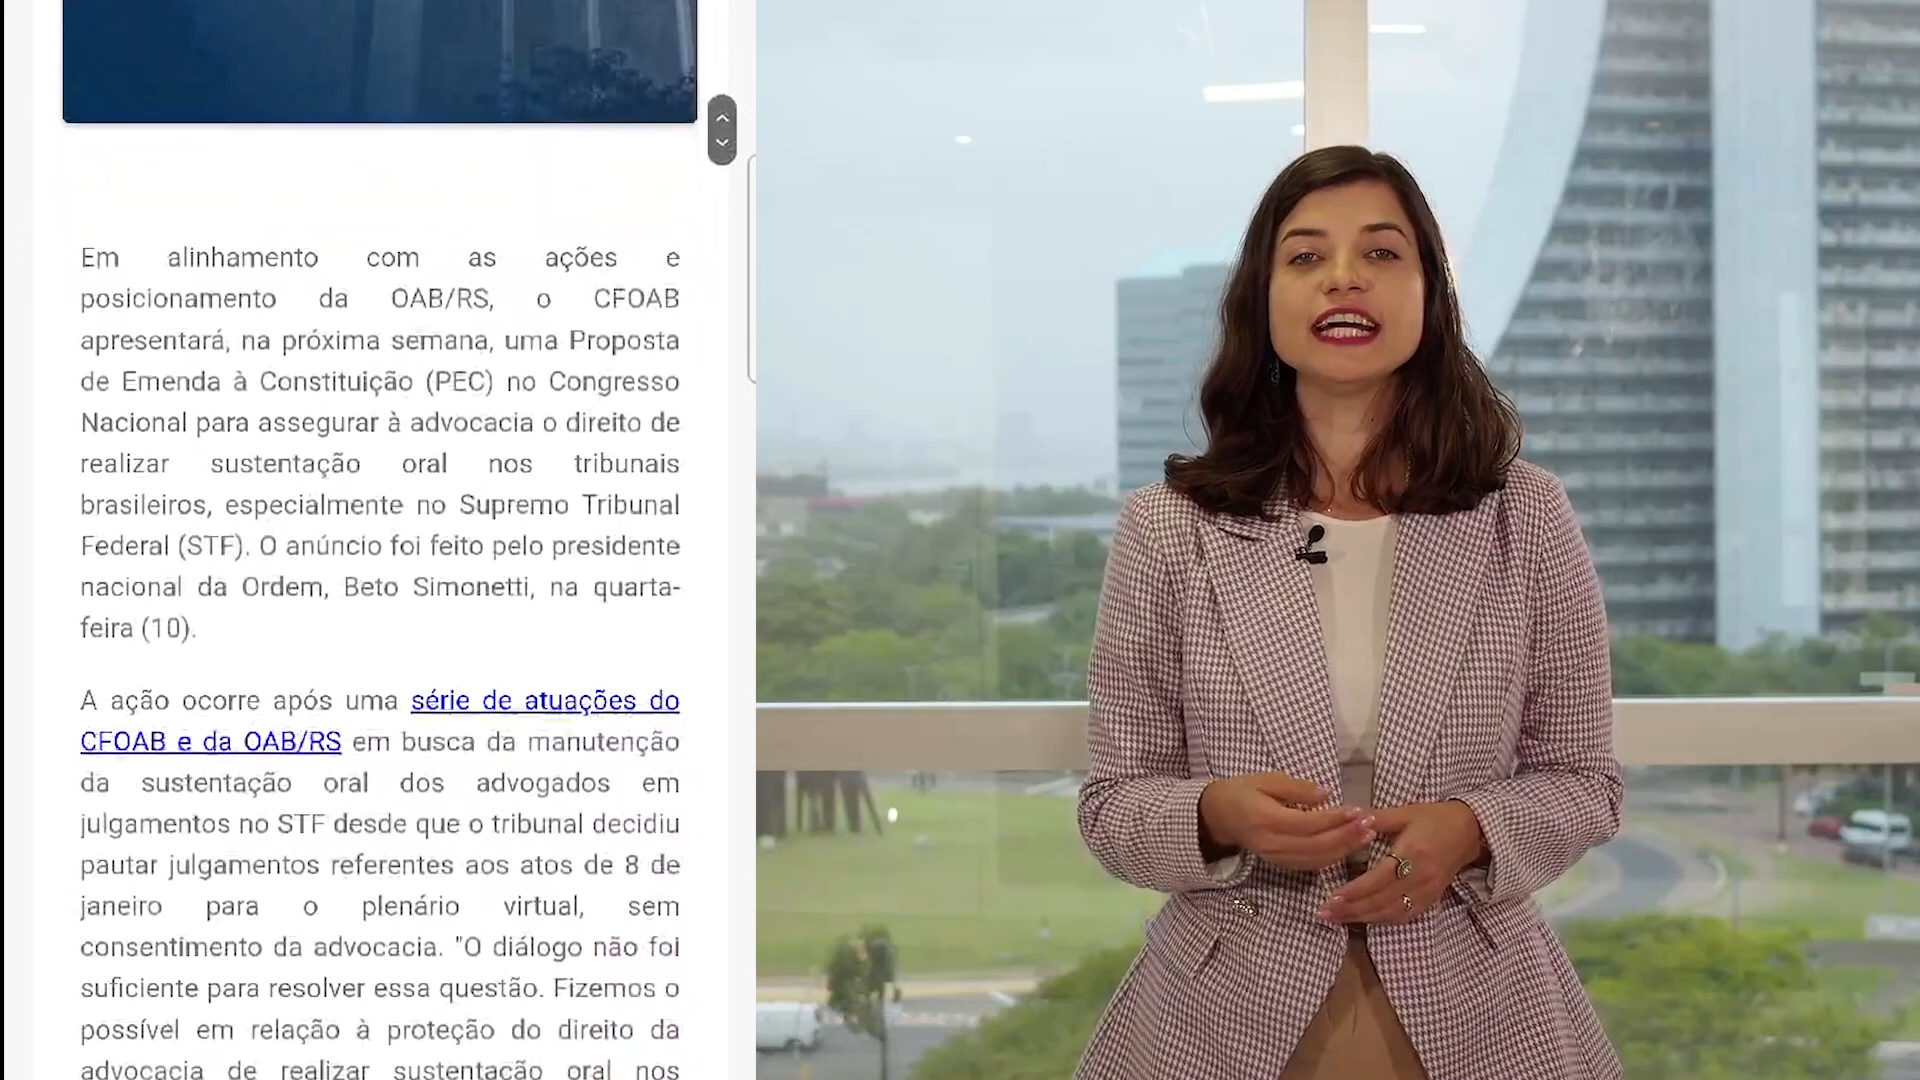 Em alinhamento com as ações e
posicionamento da OAB/RS, o CFOAB
apresentará, na próxima semana, uma Proposta
de Emenda à Constituição (PEC) no Congresso
Nacional para assegurar à advocacia o direito de
realizar sustentação oral nos tribunais
brasileiros, especialmente no Supremo Tribunal
Federal (STF). O anúncio foi feito pelo presidente
nacional da Ordem, Beto Simonetti, na quarta-
feira (10).
A ação ocorre após uma série de atuações do
CFOAB e da OAB/RS em busca da manutenção
da sustentação oral dos advogados em
julgamentos no STF desde que o tribunal decidiu
pautar julgamentos referentes aos atos de 8 de
janeiro para o plenário virtual, sem
consentimento da advocacia. "O diálogo não foi
suficiente para resolver essa questão. Fizemos o
possível em relação à proteção do direito da
advocacia de realizar sustentação oral nos